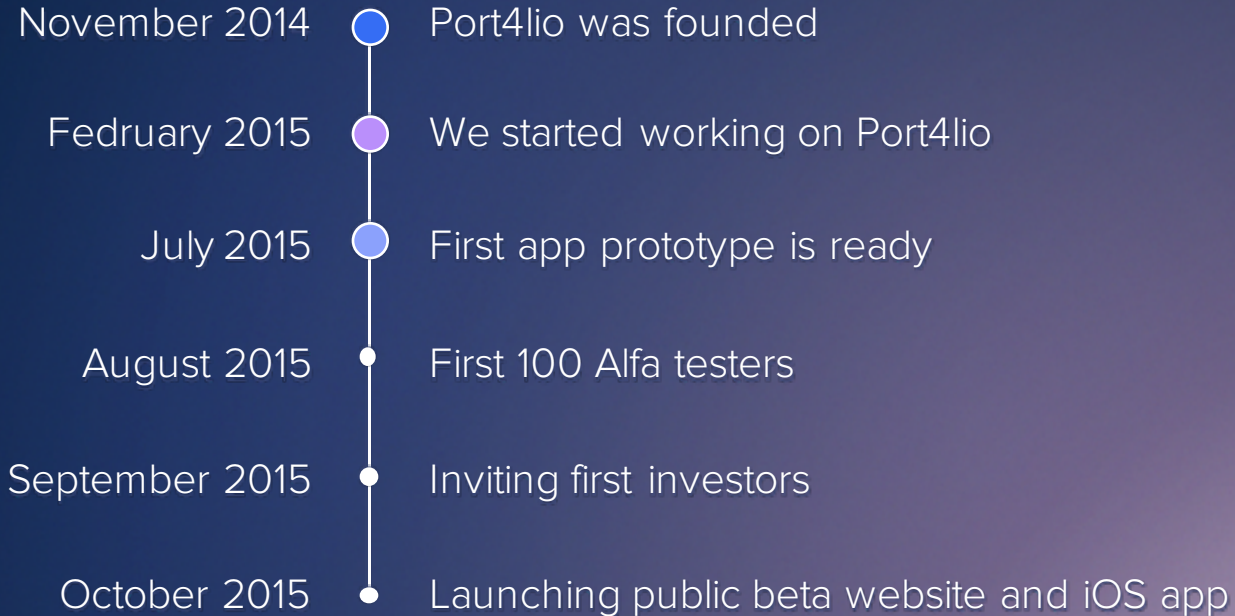 November 2014 Port4lio was founded
Fedruary 2015 We started working on Port4lio
July 2015 First app prototype is ready
August 2015 First 100 Alfa testers
September 2015 Inviting first investors
October 2015 Launching public beta website and iOS app